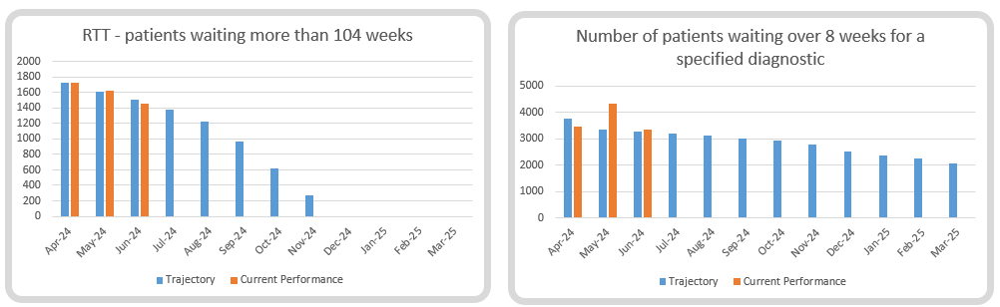 RTT - patients waiting more than 104 weeks
2000
1800
1600
1400
1200
1000
800
600
400
200
0
Apr-24 May-24 Jun-24 Jul-24 Aug-24 Sep-24 Oct-24 Nov-24 Dec-24 Jan-25 Feb-25 Mar-25
Trajectory Current Performance
Number of patients waiting over 8 weeks for a
specified diagnostic
5000
4000
3000
2000
1000
0
Apr-24 May-24 Jun-24 Jul-24 Aug-24 Sep-24 Oct-24 Nov-24 Dec-24 Jan-25 Feb-25 Mar-25
Trajectory Current Performance